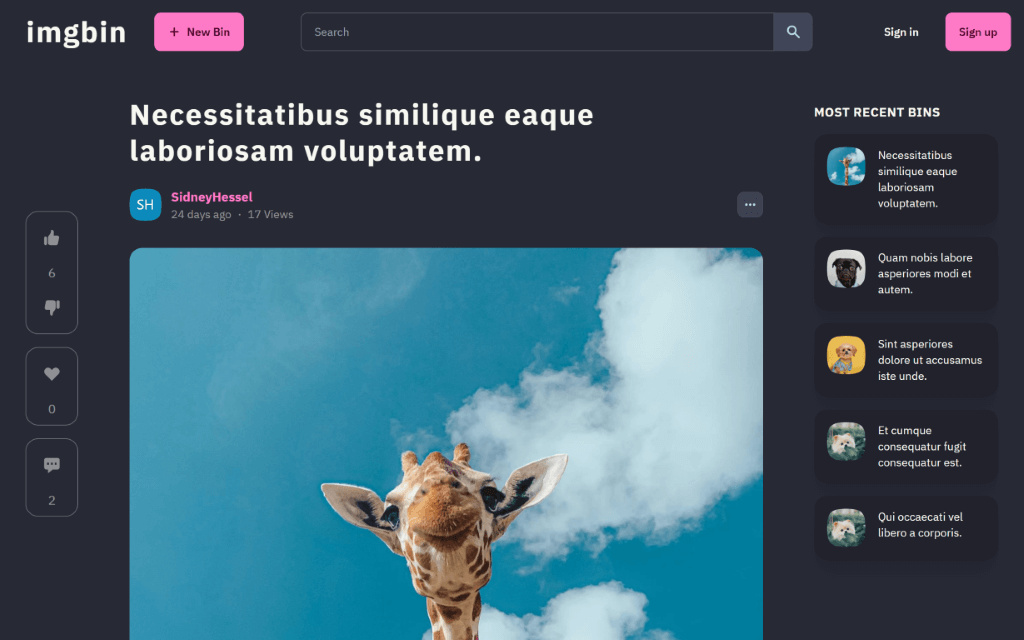 imgbin
+ New Bin
Search
Sign in
Sign up
Necessitatibus similique eaque
laboriosam voluptatem.
SH
SidneyHessel
24 days ago · 17 Views
6
0
2
MOST RECENT BINS
Necessitatibus
similique eaque
laboriosam
voluptatem.
Quam nobis labore
asperiores modi et
autem.
Sint asperiores
dolore ut accusamus
iste unde.
Et cumque
consequatur fugit
consequatur est.
Qui occaecati vel
libero a corporis.